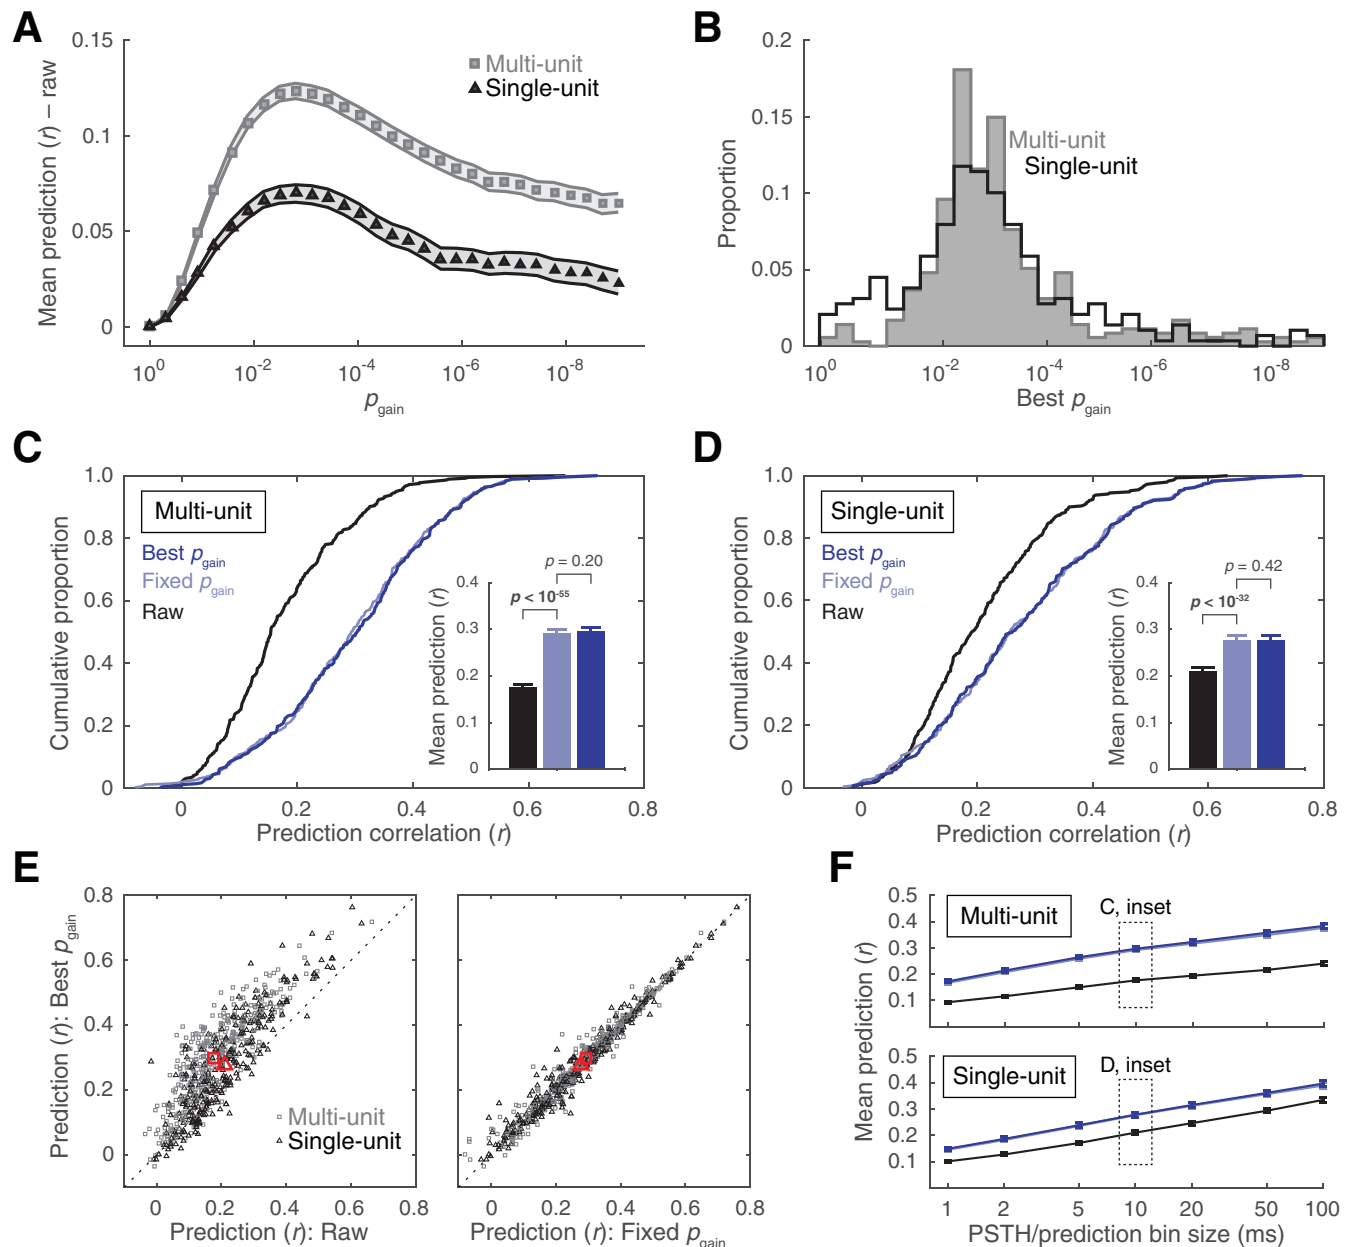 A
0.15
0.1
0.05
0
Mean prediction (r) – raw
Multi-unit
Single-unit
10^0
10^-2
10^-4
10^-6
10^-8
p_gain
B
0.2
0.15
0.1
0.05
0
Proportion
Multi-unit
Single-unit
10^0
10^-2
10^-4
10^-6
10^-8
Best p_gain
C
1.0
0.8
0.6
0.4
0.2
0
Cumulative proportion
Multi-unit
Best p_gain
Fixed p_gain
Raw
p = 0.20
p < 10^-55
0.4
0.3
0.2
0.1
0
Mean prediction (r)
0
0.2
0.4
0.6
0.8
Prediction correlation (r)
D
1.0
0.8
0.6
0.4
0.2
0
Cumulative proportion
Single-unit
Best p_gain
Fixed p_gain
Raw
p = 0.42
p < 10^-32
0.4
0.3
0.2
0.1
0
Mean prediction (r)
0
0.2
0.4
0.6
0.8
Prediction correlation (r)
E
0.8
0.6
0.4
0.2
0
Prediction (r): Best p_gain
Multi-unit
Single-unit
0
0.2
0.4
0.6
0.8
Prediction (r): Raw
0
0.2
0.4
0.6
0.8
Prediction (r): Fixed p_gain
F
0.5
0.4
0.3
0.2
0.1
Multi-unit
C, inset
Mean prediction (r)
0.5
0.4
0.3
0.2
0.1
Single-unit
D, inset
1
2
5
10
20
50
100
PSTH/prediction bin size (ms)